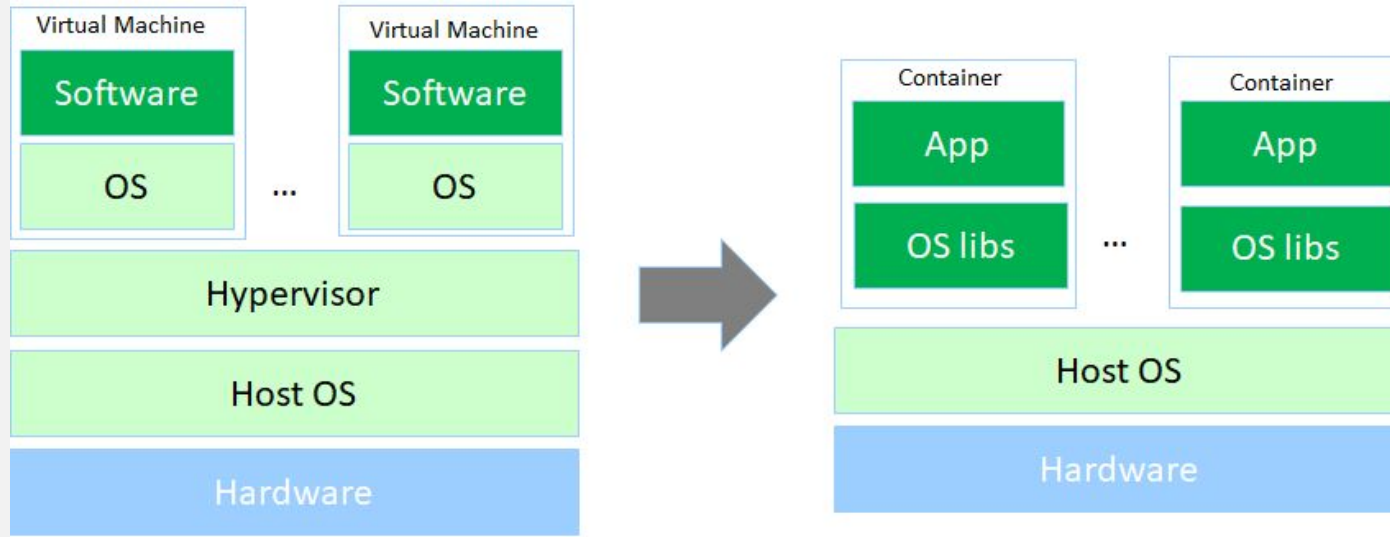 Virtual Machine
Software
OS
...
Virtual Machine
Software
OS
Hypervisor
Host OS
Hardware
Container
App
OS libs
...
Container
App
OS libs
Host OS
Hardware